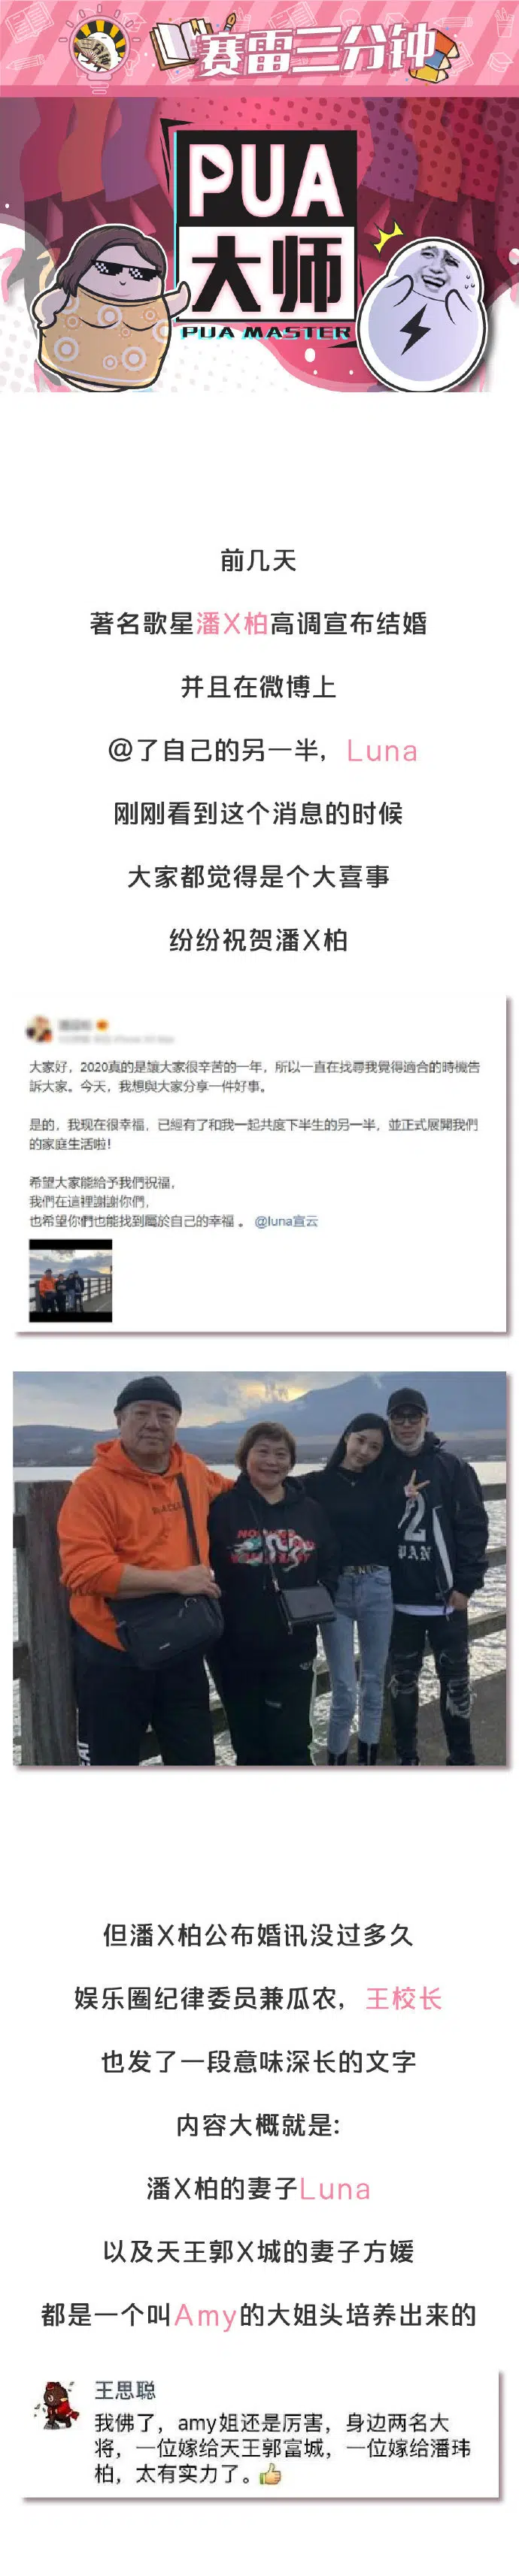 赛雷三分钟
PUA
大师
PUA MASTER
前几天
著名歌星潘X柏高调宣布结婚
并且在微博上
@了自己的另一半，Luna
刚刚看到这个消息的时候
大家都觉得是个大喜事
纷纷祝贺潘X柏
大家好，2020真的是讓大家很辛苦的一年，所以一直在找尋我覺得適合的時機告
訴大家。今天，我想與大家分享一件好事。
是的，我现在很幸福，已經有了和我一起共度下半生的另一半，並正式展開我們
的家庭生活啦!
希望大家能給予我們祝福，
我們在這裡謝謝你們，
也希望你們也能找到屬於自己的幸福 。 @luna宣云
2
PAN
但潘X柏公布婚讯没过多久
娱乐圈纪律委员兼瓜农，王校长
也发了一段意味深长的文字
内容大概就是:
潘X柏的妻子Luna
以及天王郭X城的妻子方媛
都是一个叫Amy的大姐头培养出来的
王思聪
我佛了，amy姐还是厉害，身边两名大
将，一位嫁给天王郭富城，一位嫁给潘玮
柏，太有实力了。👍